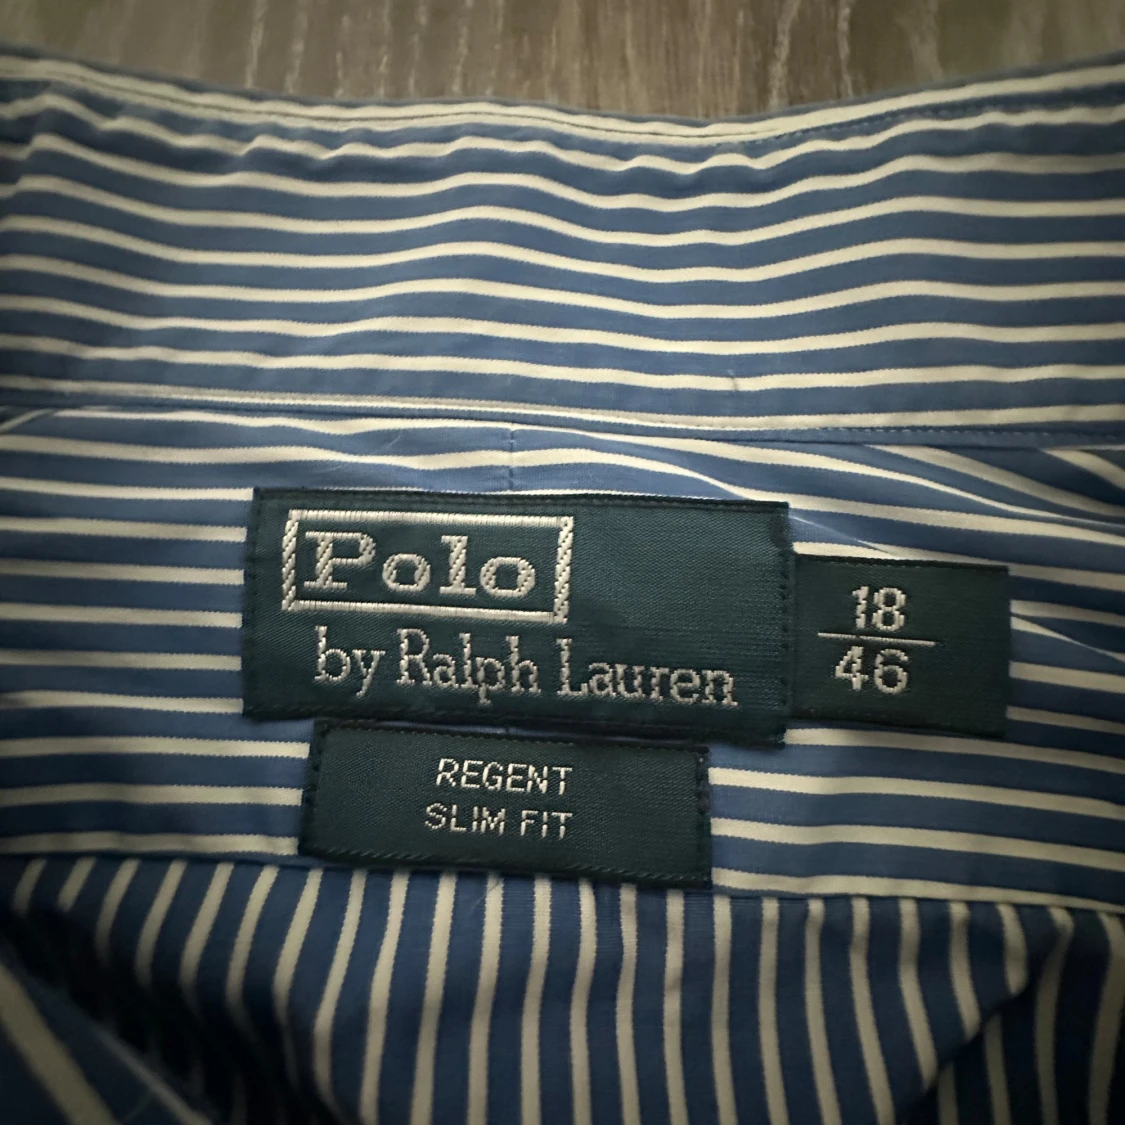 Polo
by Ralph Lauren
18
46
REGENT
SLIM FIT